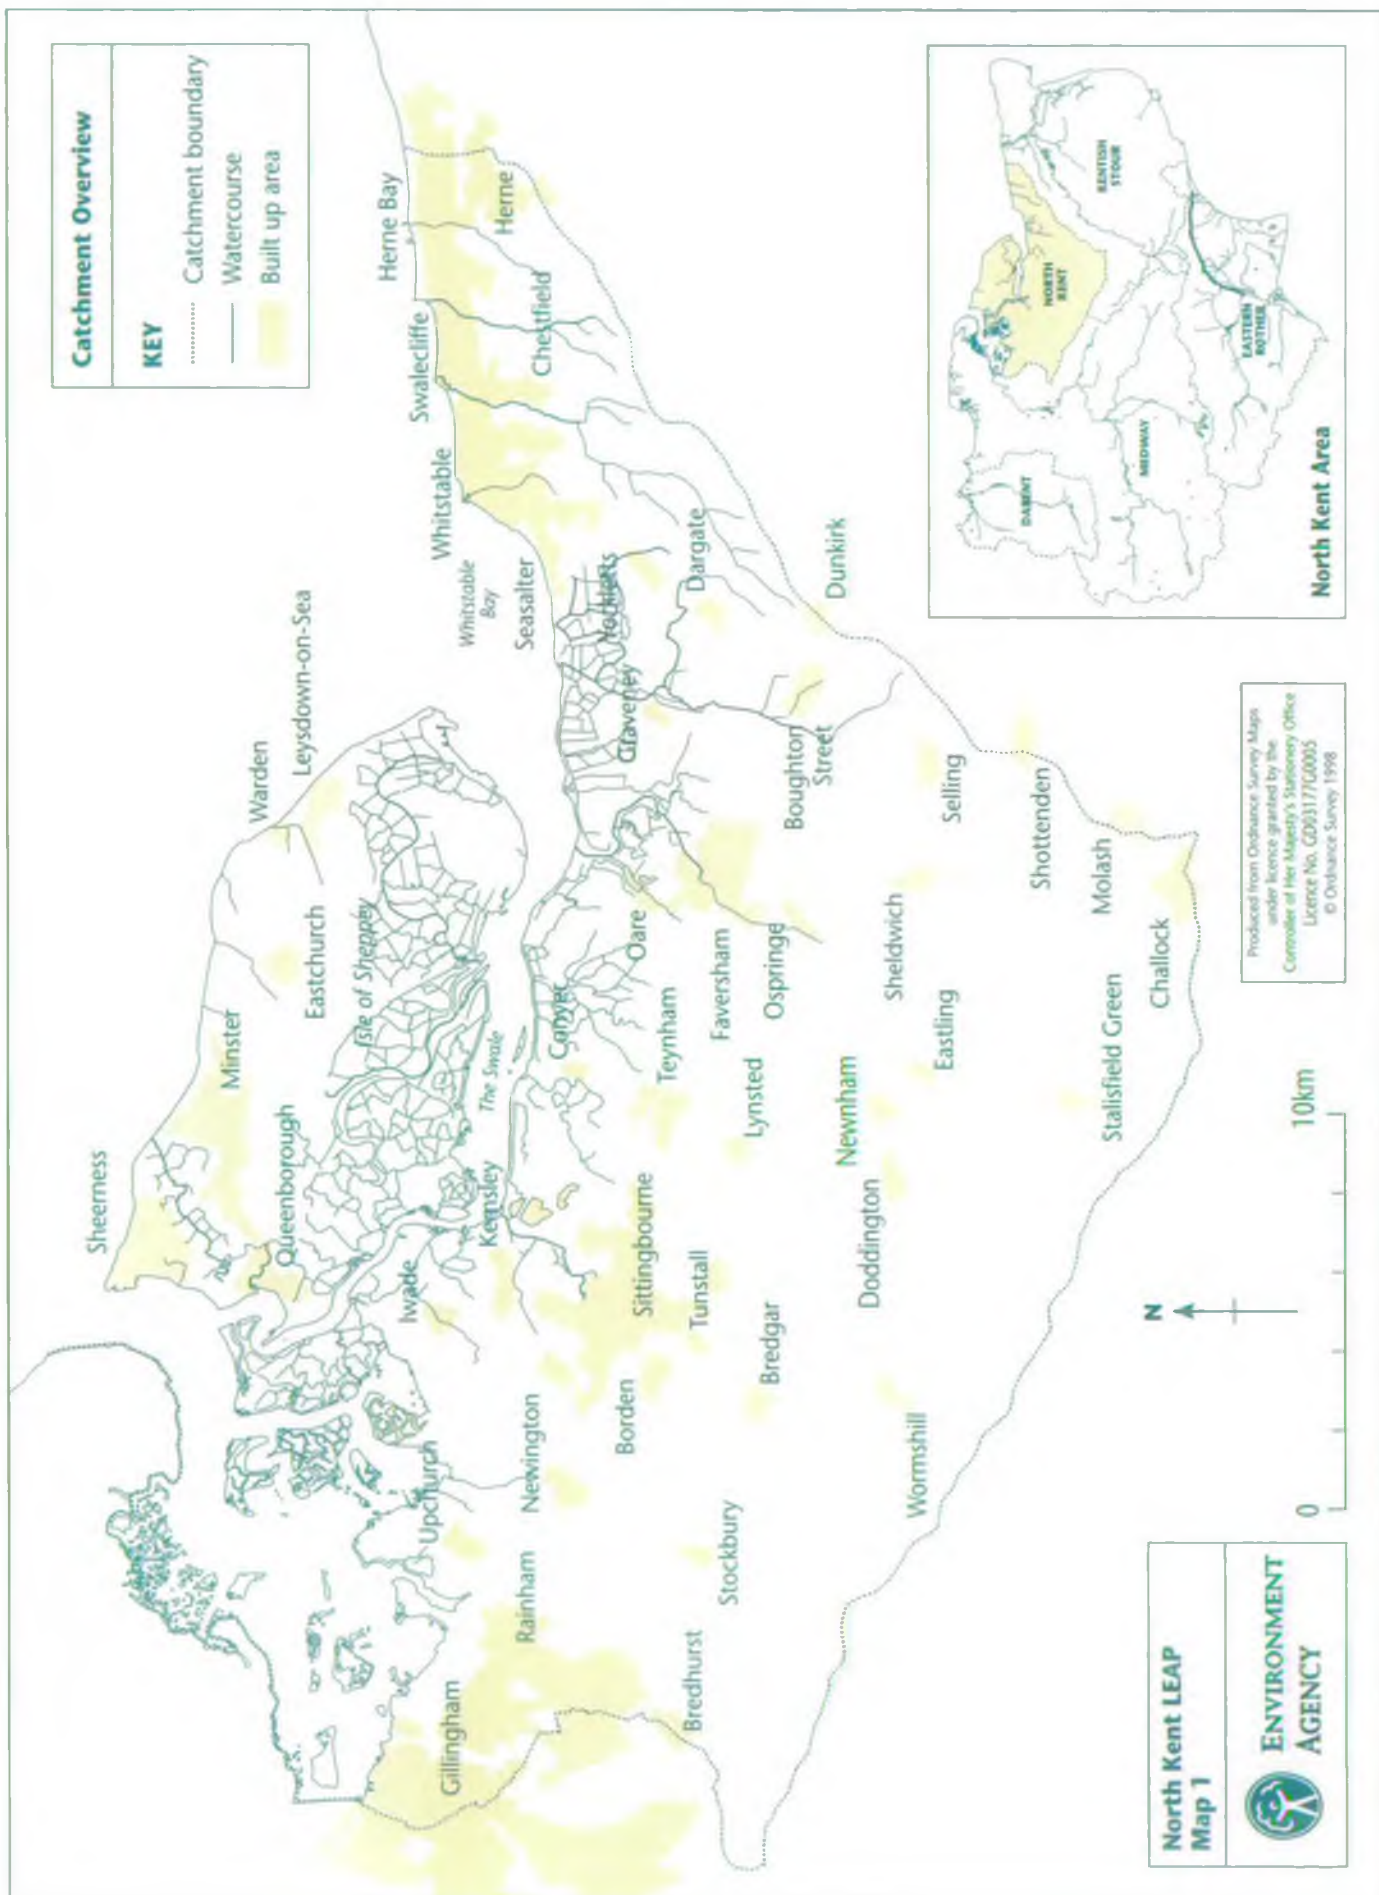 Catchment Overview
KEY
Catchment boundary
Watercourse
Built up area
Sheerness
Minster
Warden
Leysdown-on-Sea
Eastchurch
Queenborough
Isle of Sheppey
The Swale
Herne Bay
Herne
Swalecliffe
Chestfield
Whitstable
Whitstable
Bay
Seasalter
Yorkletts
Graveney
Dargate
Dunkirk
Iwade
Kemsley
Conyer
Oare
Teynham
Faversham
Ospringe
Boughton
Street
Selling
Shottenden
Molash
Challock
Sheldwich
Eastling
Stalisfield Green
Newnham
Lynsted
Doddington
Sittingbourne
Tunstall
Bredgar
Borden
Newington
Upchurch
Rainham
Gillingham
Bredhurst
Stockbury
Wormshill
North Kent LEAP
Map 1
ENVIRONMENT
AGENCY
0
10km
N
Produced from Ordnance Survey Maps
under licence granted by the
Controller of Her Majesty's Stationery Office
Licence No. GD03177G0005
© Ordnance Survey 1998
DARENT
MEDWAY
NORTH
KENT
KENTISH
STOUR
EASTERN
ROTHER
North Kent Area